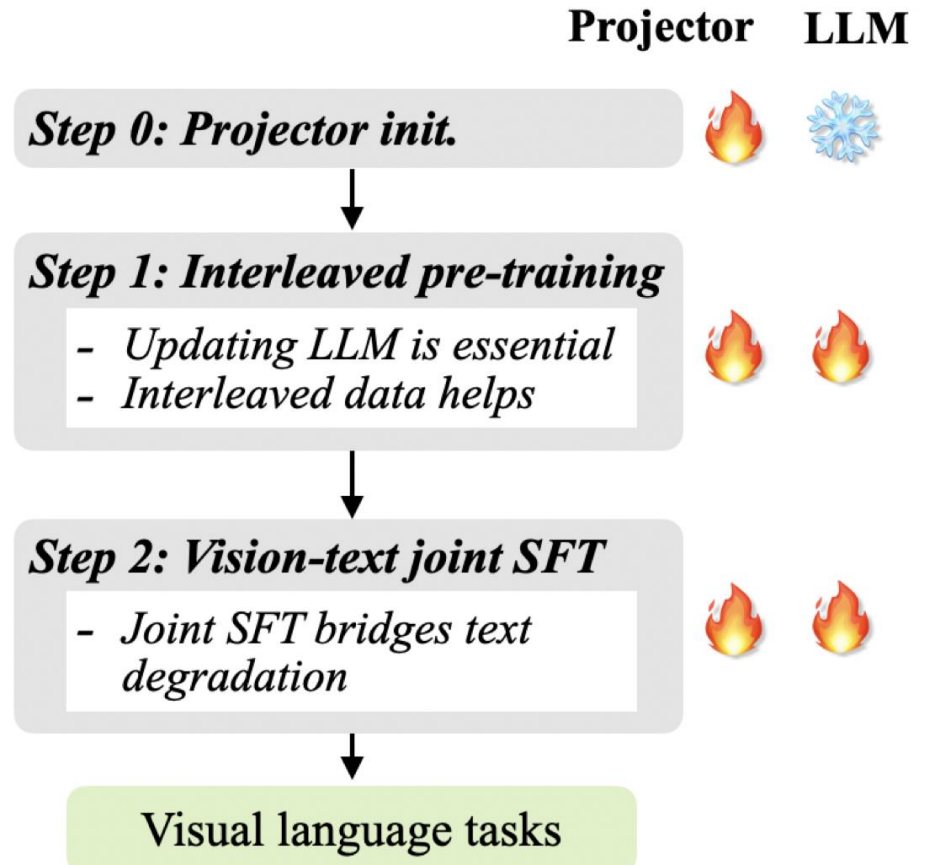 Projector LLM
Step 0: Projector init.
Step 1: Interleaved pre-training
- Updating LLM is essential
- Interleaved data helps
Step 2: Vision-text joint SFT
- Joint SFT bridges text
degradation
Visual language tasks